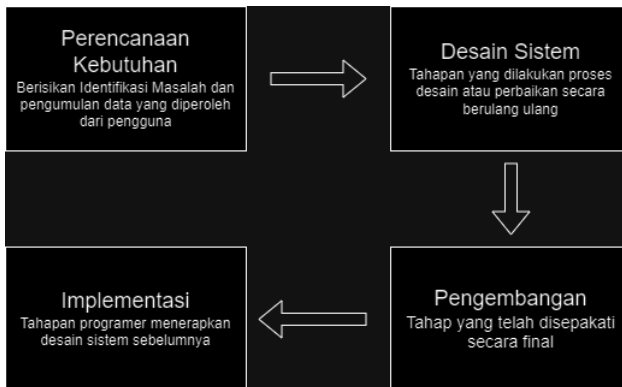 Perencanaan
Kebutuhan
Berisikan Identifikasi Masalah dan
pengumulan data yang diperoleh
dari pengguna
Desain Sistem
Tahapan yang dilakukan proses
desain atau perbaikan secara
berulang ulang
Pengembangan
Tahap yang telah disepakati
secara final
Implementasi
Tahapan programer menerapkan
desain sistem sebelumnya